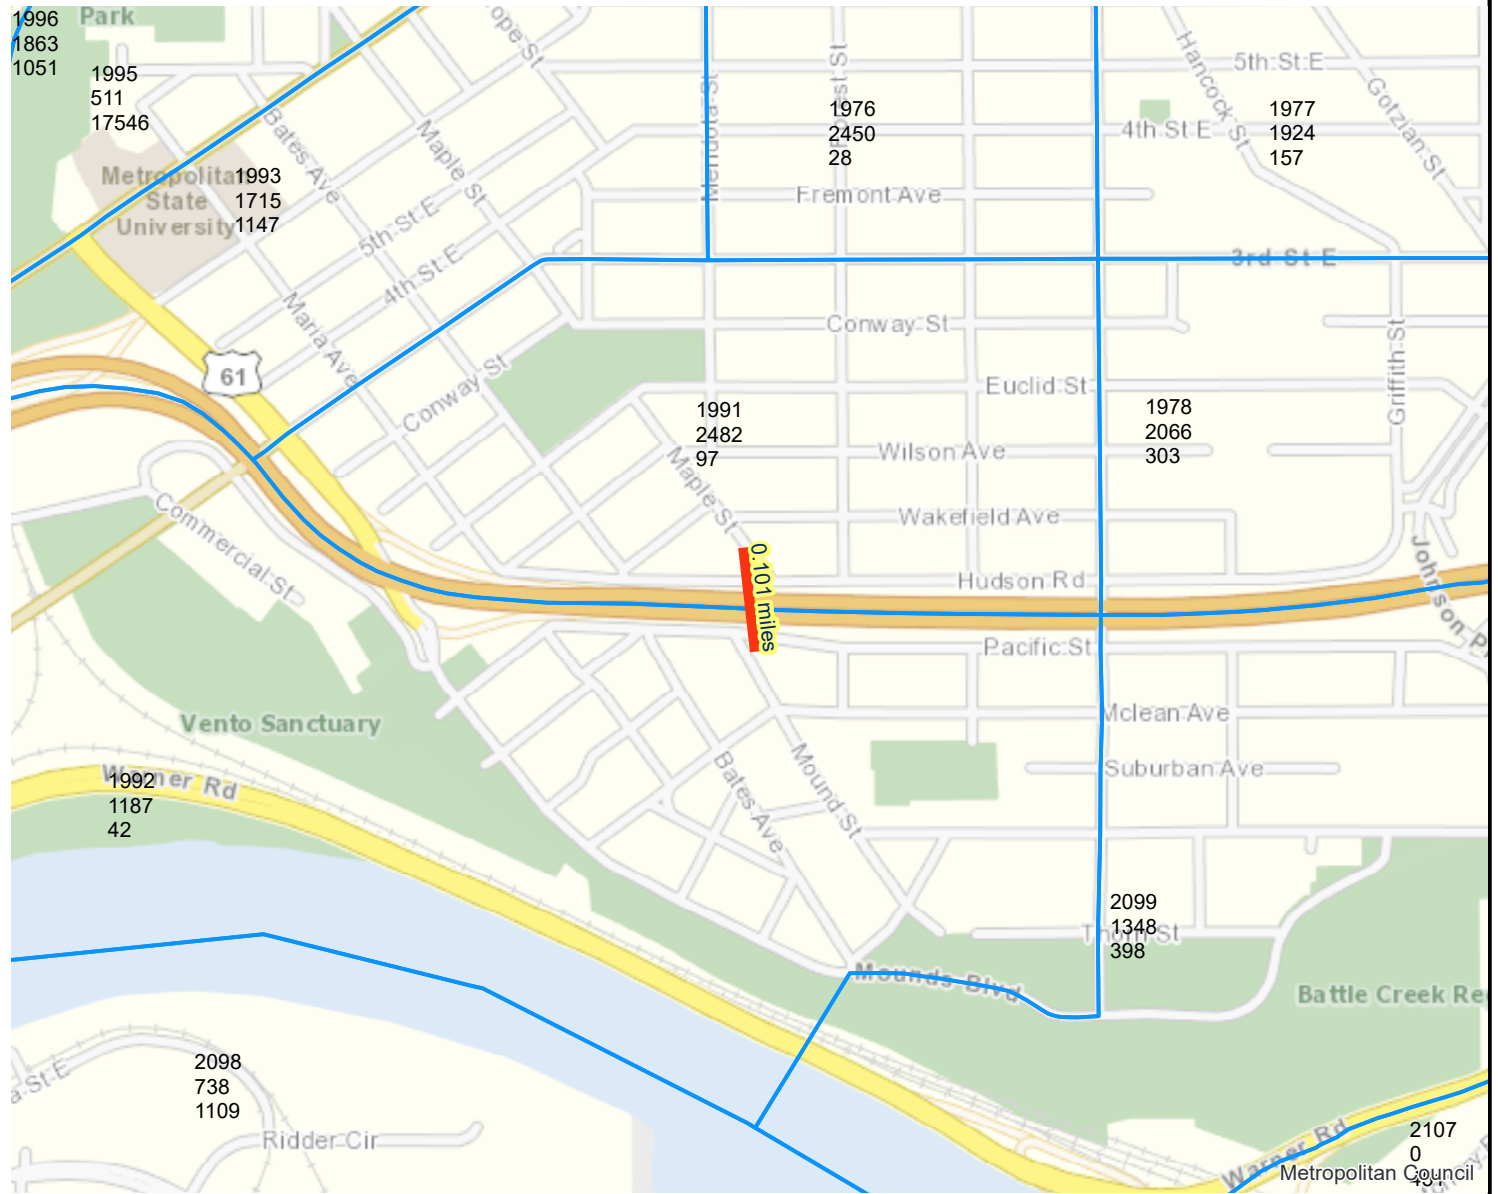 1996
1863
1051
Park
1995
511
17546
Bates Ave
Maple St
Mendota St
1976
2450
28
Hancock St
5th St E
Gotzian St
4th St E
1977
1924
157
Metropolitan
State
University
1993
1715
1147
5th St E
4th St E
Fremont Ave
3rd St E
Maria Ave
61
Conway St
Conway St
Euclid St
Griffith St
1991
2482
97
1978
2066
303
Wilson Ave
Maple St
Wakefield Ave
Commercial St
0.101 miles
Hudson Rd
Johnson
Pacific St
Vento Sanctuary
Mclean Ave
Suburban Ave
Warner Rd
1992
1187
42
Bates Ave
Mound St
2099
1348
398
Thorn St
Mounds Blvd
Battle Creek
2098
738
1109
Ridder Cir
Warner Rd
2107
0
Metropolitan Council